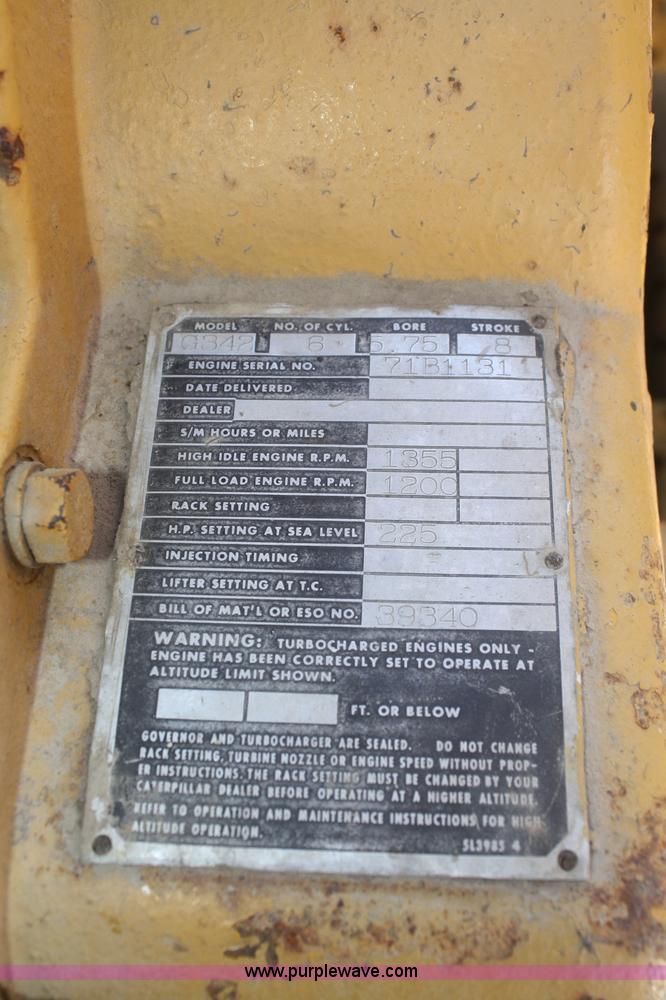 MODEL NO. OF CYL. BORE STROKE
G342 6 5.75 8
ENGINE SERIAL NO. 71B1131
DATE DELIVERED
DEALER
S/M HOURS OR MILES
HIGH IDLE ENGINE R.P.M. 1355
FULL LOAD ENGINE R.P.M. 1200
RACK SETTING
H.P. SETTING AT SEA LEVEL 225
INJECTION TIMING -
LIFTER SETTING AT T.C.
BILL OF MAT'L OR ESO NO. 39340
WARNING: TURBOCHARGED ENGINES ONLY -
ENGINE HAS BEEN CORRECTLY SET TO OPERATE AT
ALTITUDE LIMIT SHOWN.
FT. OR BELOW
GOVERNOR AND TURBOCHARGER ARE SEALED. DO NOT CHANGE
RACK SETTING, TURBINE NOZZLE OR ENGINE SPEED WITHOUT PROP-
ER INSTRUCTIONS. THE RACK SETTING MUST BE CHANGED BY YOUR
CATERPILLAR DEALER BEFORE OPERATING AT A HIGHER ALTITUDE.
REFER TO OPERATION AND MAINTENANCE INSTRUCTIONS FOR HIGH
ALTITUDE OPERATION.
5L3985 4
www.purplewave.com